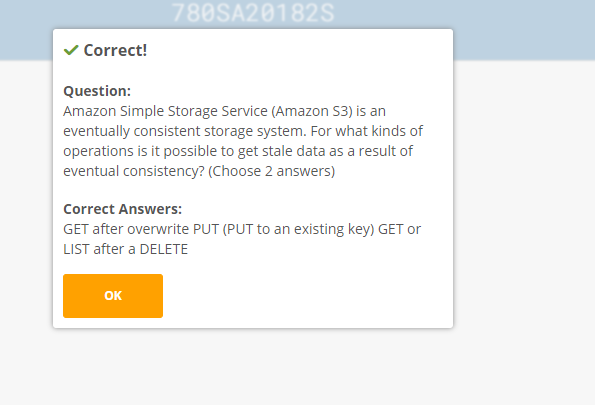 780SA20182S
Correct!
Question:
Amazon Simple Storage Service (Amazon S3) is an
eventually consistent storage system. For what kinds of
operations is it possible to get stale data as a result of
eventual consistency? (Choose 2 answers)
Correct Answers:
GET after overwrite PUT (PUT to an existing key) GET or
LIST after a DELETE
OK